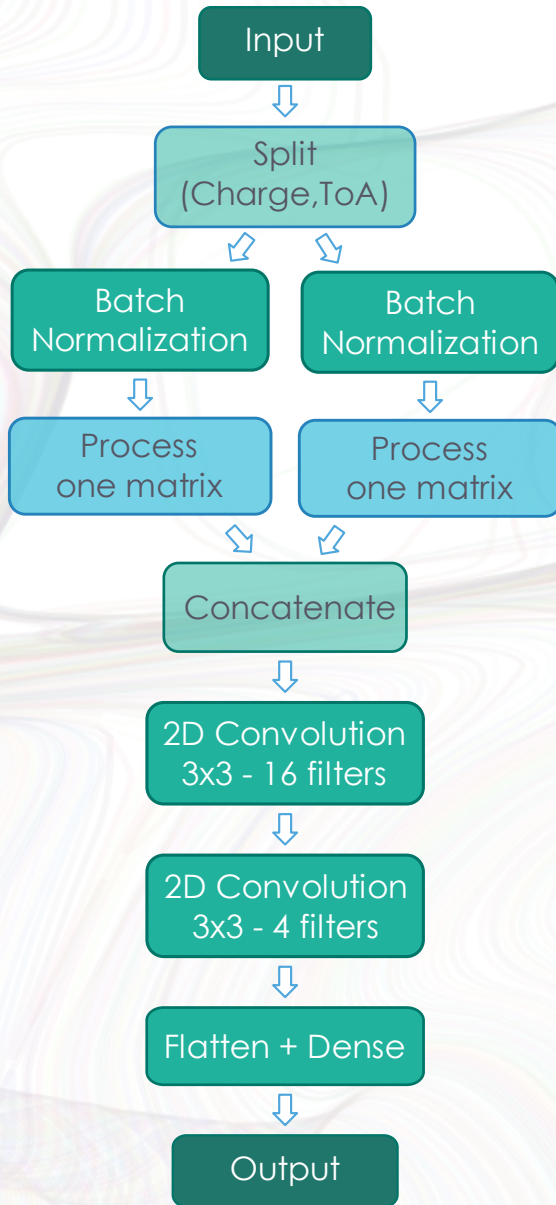 Input
Split
(Charge,ToA)
Batch
Normalization
Batch
Normalization
Process
one matrix
Process
one matrix
Concatenate
2D Convolution
3x3 - 16 filters
2D Convolution
3x3 - 4 filters
Flatten + Dense
Output